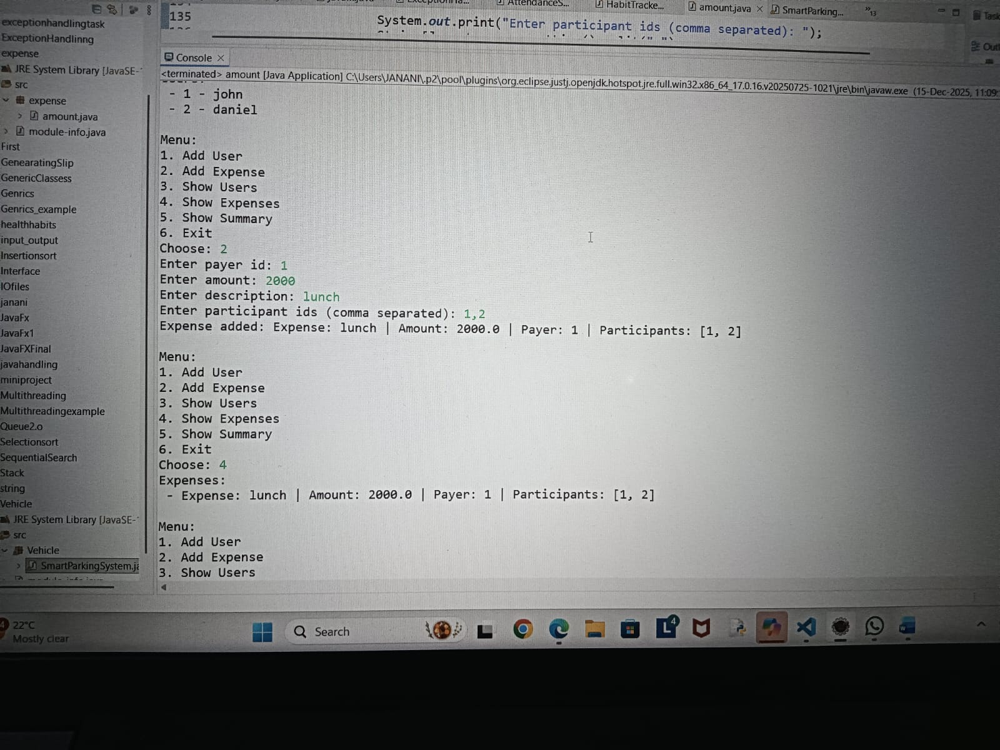 exceptionhandlingtask
ExceptionHandlinng
expense
JRE System Library [JavaSE-
src
expense
amount.java
module-info.java
First
GenearatingSlip
GenericClassess
Genrics
Genrics_example
healthhabits
input_output
Insertionsort
Interface
IOfiles
janani
JavaFx
JavaFx1
JavaFXFinal
javahandling
miniproject
Multithreading
Multithreadingexample
Queue2.o
Selectionsort
SequentialSearch
Stack
string
Vehicle
JRE System Library [JavaSE-
src
Vehicle
SmartParkingSystem.ja
AttendanceS...
HabitTracke...
amount.java
SmartParking...
13
Task
Out
135
System.out.print("Enter participant ids (comma separated): ");
Console
<terminated> amount [Java Application] C:\Users\JANANI\.p2\pool\plugins\org.eclipse.justj.openjdk.hotspot.jre.full.win32.x86_64_17.0.16.v20250725-1021\jre\bin\javaw.exe (15-Dec-2025, 11:09:
- 1 - john
- 2 - daniel
Menu:
1. Add User
2. Add Expense
3. Show Users
4. Show Expenses
5. Show Summary
6. Exit
Choose: 2
Enter payer id: 1
Enter amount: 2000
Enter description: lunch
Enter participant ids (comma separated): 1,2
Expense added: Expense: lunch | Amount: 2000.0 | Payer: 1 | Participants: [1, 2]
Menu:
1. Add User
2. Add Expense
3. Show Users
4. Show Expenses
5. Show Summary
6. Exit
Choose: 4
Expenses:
- Expense: lunch | Amount: 2000.0 | Payer: 1 | Participants: [1, 2]
Menu:
1. Add User
2. Add Expense
3. Show Users
4
22°C
Mostly clear
Search
L
4